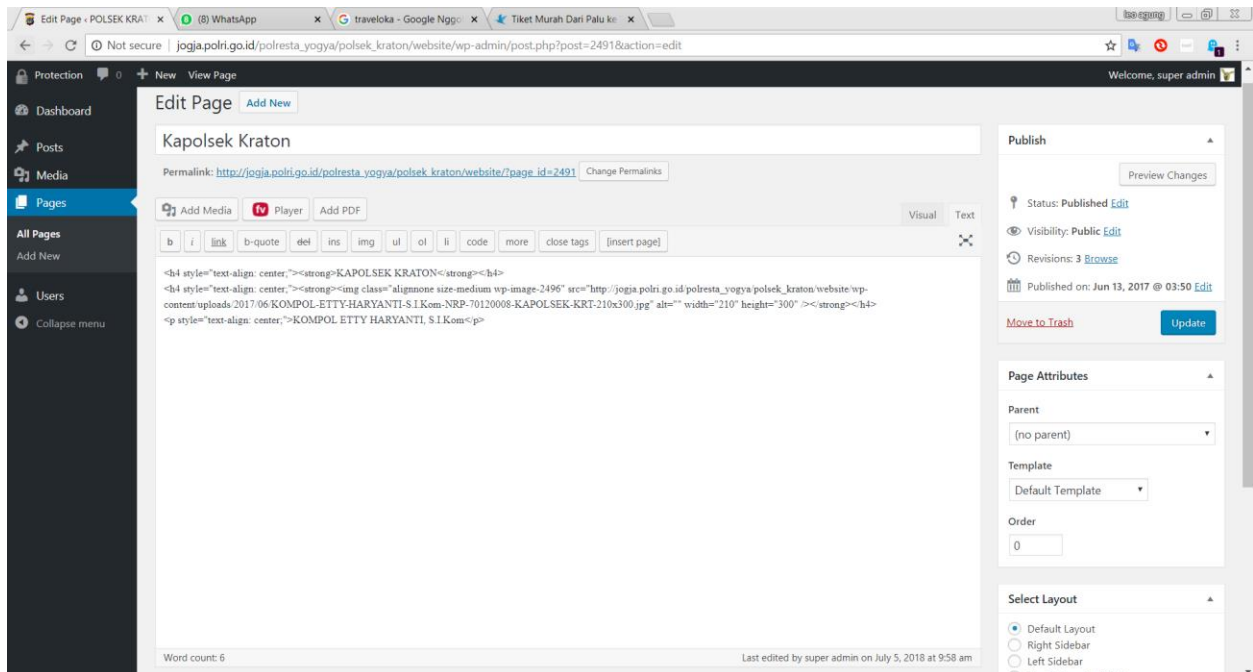 Edit Page ‹ POLSEK KRAT
(8) WhatsApp
traveloka - Google Nggo
Tiket Murah Dari Palu ke
Not secure | jogja.polri.go.id/polresta_yogya/polsek_kraton/website/wp-admin/post.php?post=2491&action=edit
Protection 0 + New View Page
Welcome, super admin
Dashboard
Posts
Media
Pages
All Pages
Add New
Users
Collapse menu
Edit Page Add New
Kapolsek Kraton
Permalink: http://jogja.polri.go.id/polresta_yogya/polsek_kraton/website/?page_id=2491 Change Permalinks
Add Media fv Player Add PDF
Visual Text
b i link b-quote del ins img ul ol li code more close tags [insert page]
<h4 style="text-align: center;"><strong>KAPOLSEK KRATON</strong></h4>
<h4 style="text-align: center;"><strong><img class="alignnone size-medium wp-image-2496" src="http://jogja.polri.go.id/polresta_yogya/polsek_kraton/website/wp-
content/uploads/2017/06/KOMPOL-ETTY-HARYANTI-S.I.Kom-NRP-70120008-KAPOLSEK-KRT-210x300.jpg" alt="" width="210" height="300" /></strong></h4>
<p style="text-align: center;">KOMPOL ETTY HARYANTI, S.I.Kom</p>
Word count: 6
Last edited by super admin on July 5, 2018 at 9:58 am
Publish
Preview Changes
Status: Published Edit
Visibility: Public Edit
Revisions: 3 Browse
Published on: Jun 13, 2017 @ 03:50 Edit
Move to Trash
Update
Page Attributes
Parent
(no parent)
Template
Default Template
Order
0
Select Layout
Default Layout
Right Sidebar
Left Sidebar